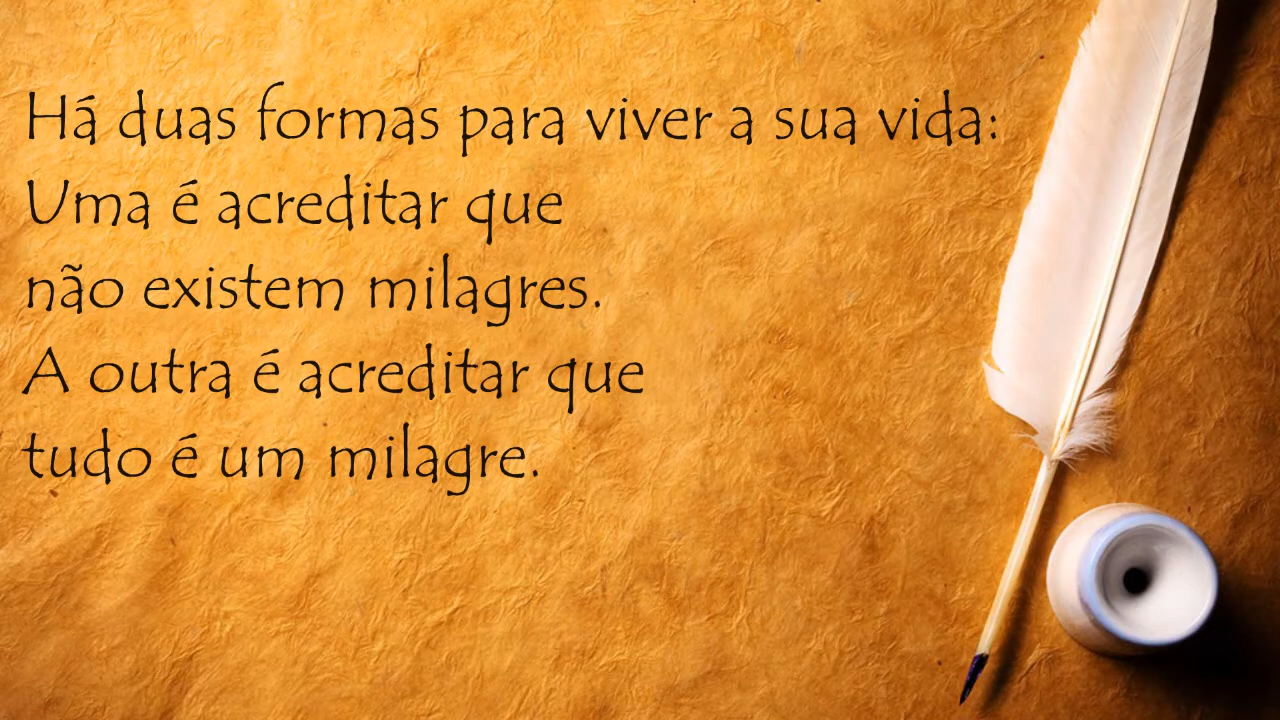 Há duas formas para viver a sua vida:
Uma é acreditar que
não existem milagres.
A outra é acreditar que
tudo é um milagre.